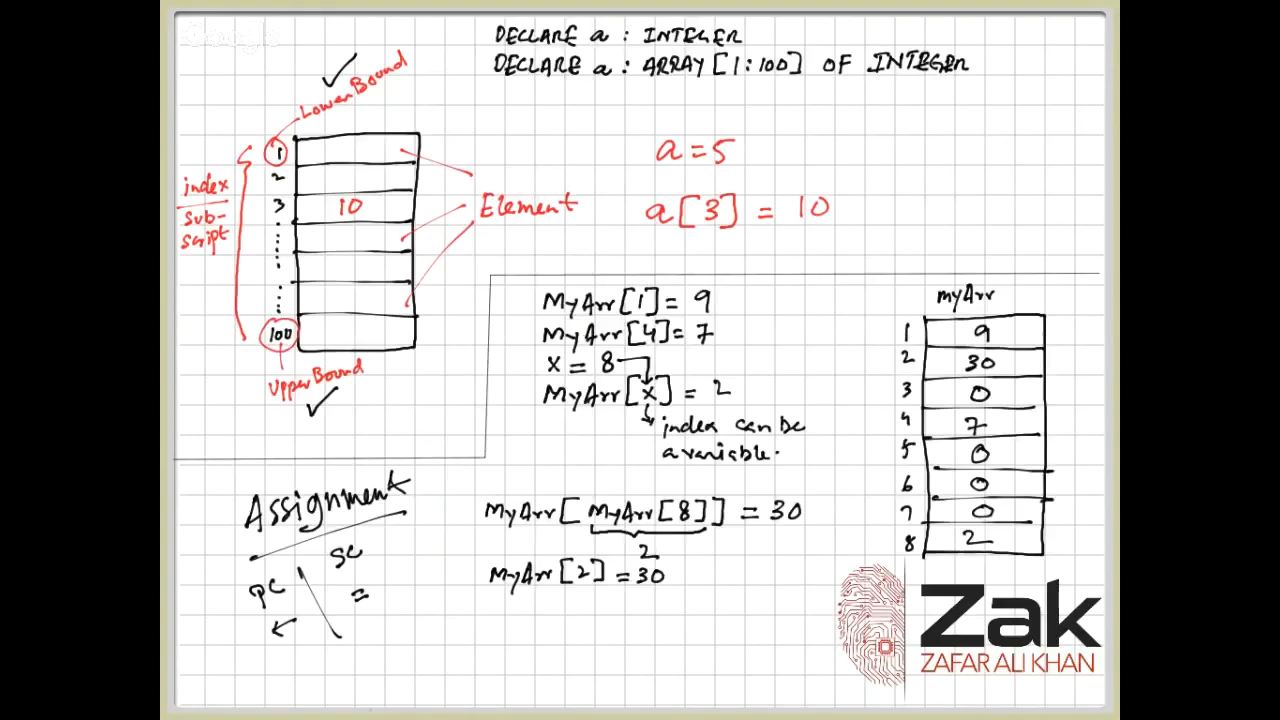 DECLARE a : INTEGER
DECLARE a : ARRAY [1:100] OF INTEGER
Lower Bound
1
2
3 10
100
index
sub-
script
Upper Bound
Element
a = 5
a[3] = 10
MyArr[1] = 9
MyArr[4] = 7
x = 8
MyArr[x] = 2
index can be
a variable.
myArr
1 9
2 30
3 0
4 7
5 0
6 0
7 0
8 2
Assignment
PC SC
← =
MyArr[MyArr[8]] = 30
2
MyArr[2] = 30
Zak
ZAFAR ALI KHAN